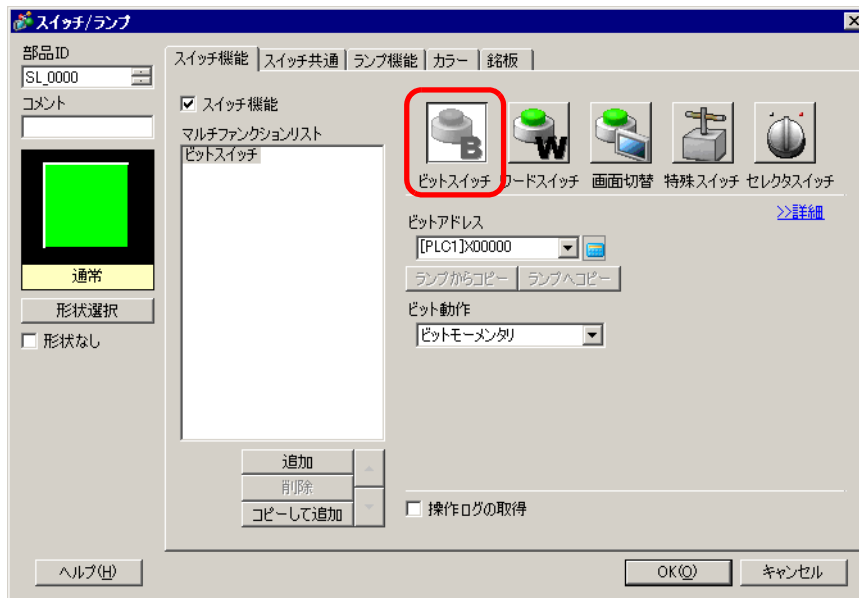 スイッチ/ランプ
部品ID
SL_0000
コメント
通常
形状選択
形状なし
スイッチ機能 スイッチ共通 ランプ機能 カラー 銘板
スイッチ機能
マルチファンクションリスト
ビットスイッチ
追加
削除
コピーして追加
B W
ビットスイッチ ワードスイッチ 画面切替 特殊スイッチ セレクタスイッチ
>>詳細
ビットアドレス
[PLC1]X00000
ランプからコピー ランプへコピー
ビット動作
ビットモーメンタリ
操作ログの取得
ヘルプ(H) OK(O) キャンセル